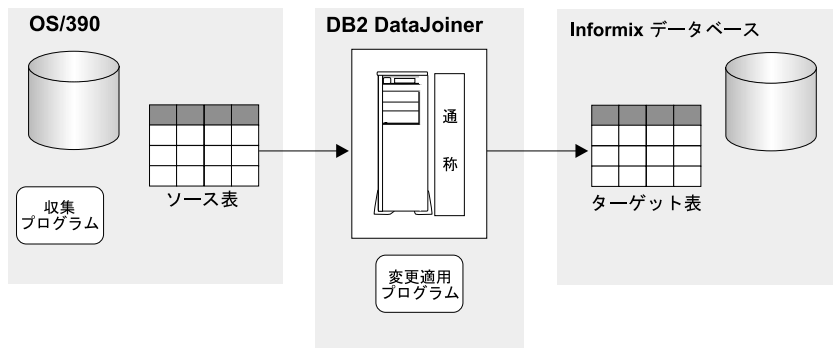 OS/390
ソース表
収集
プログラム
DB2 DataJoiner
通
称
変更適用
プログラム
Informix データベース
ターゲット表